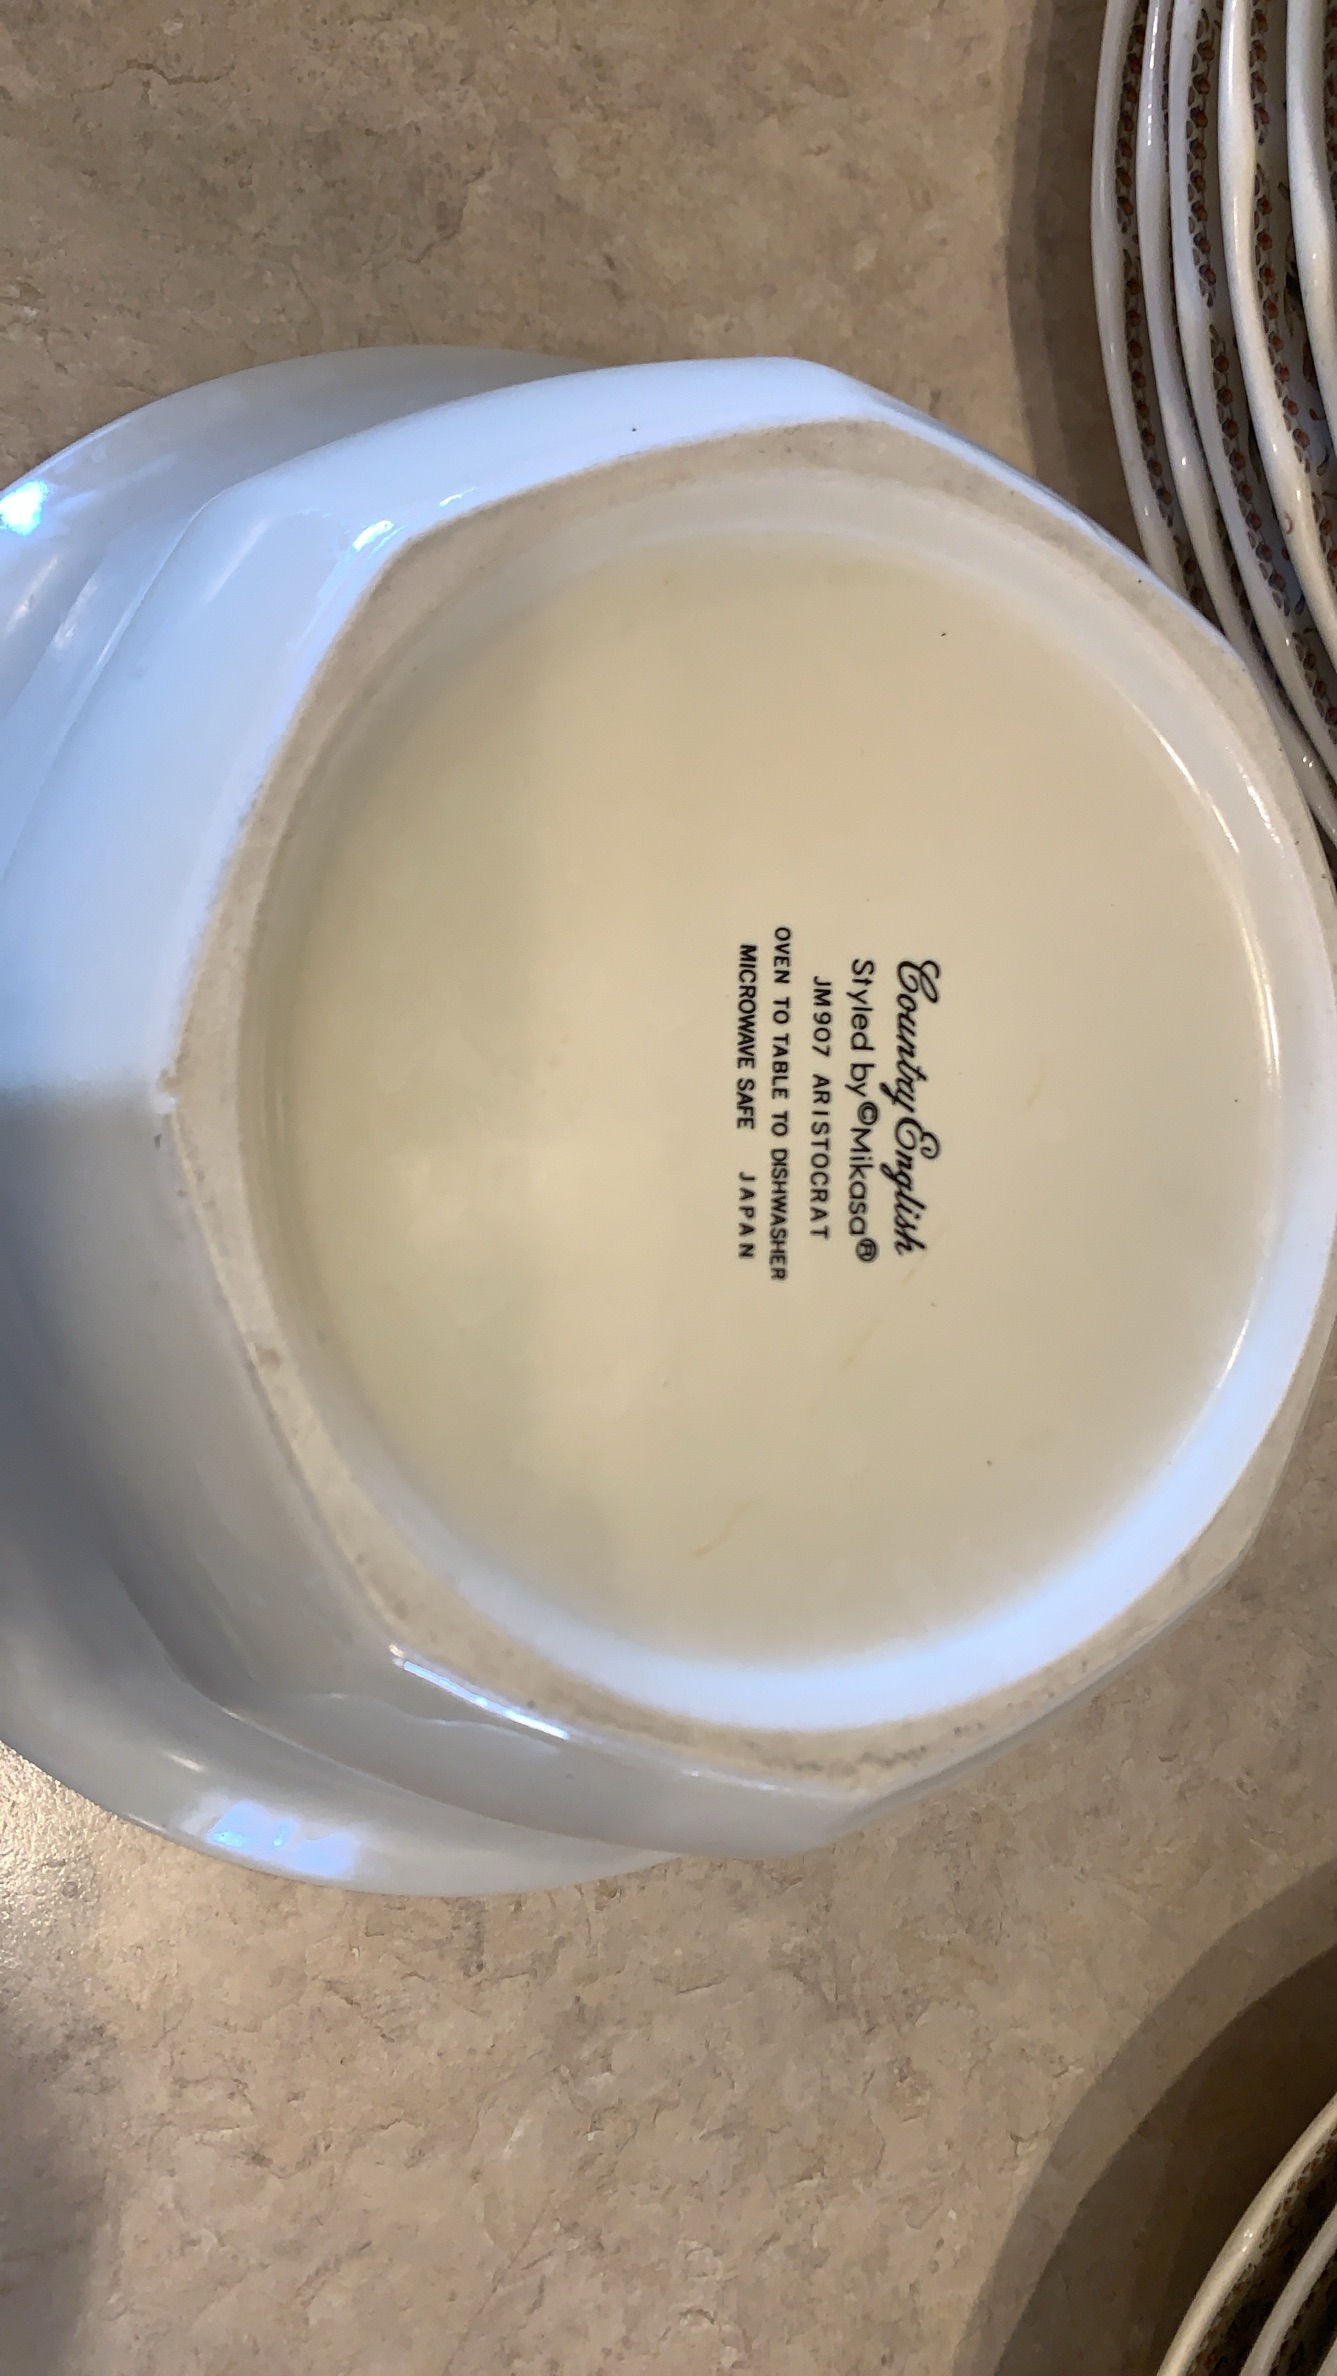 Country English
Styled by©Mikasa®
JM907 ARISTOCRAT
OVEN TO TABLE TO DISHWASHER
MICROWAVE SAFE JAPAN